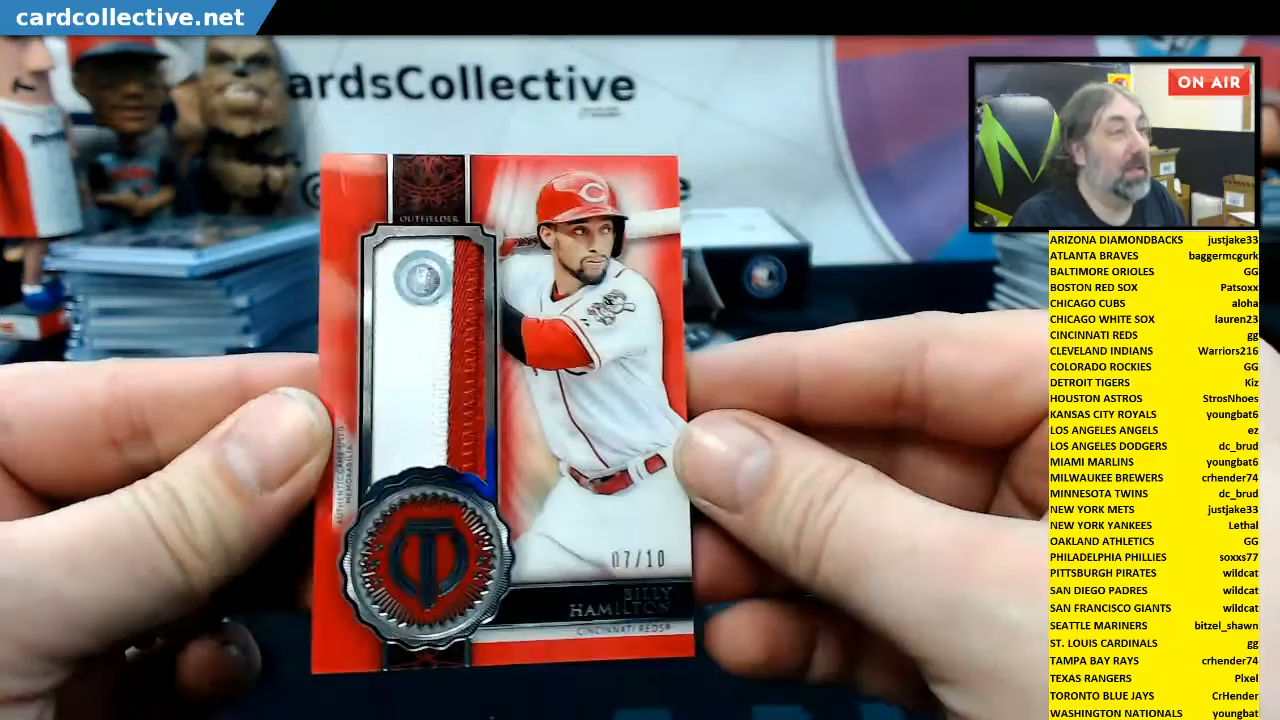 cardcollective.net
ardsCollective
ON AIR
OUTFIELDER
AUTHENTIC GAME-USED
MEMORABILIA
07/10
BILLY
HAMILTON
CINCINNATI REDS
ARIZONA DIAMONDBACKS justjake33
ATLANTA BRAVES baggermcgurk
BALTIMORE ORIOLES GG
BOSTON RED SOX Patsoxx
CHICAGO CUBS aloha
CHICAGO WHITE SOX lauren23
CINCINNATI REDS gg
CLEVELAND INDIANS Warriors216
COLORADO ROCKIES GG
DETROIT TIGERS Kiz
HOUSTON ASTROS StrosNhoes
KANSAS CITY ROYALS youngbat6
LOS ANGELES ANGELS ez
LOS ANGELES DODGERS dc_brud
MIAMI MARLINS youngbat6
MILWAUKEE BREWERS crhender74
MINNESOTA TWINS dc_brud
NEW YORK METS justjake33
NEW YORK YANKEES Lethal
OAKLAND ATHLETICS GG
PHILADELPHIA PHILLIES soxxs77
PITTSBURGH PIRATES wildcat
SAN DIEGO PADRES wildcat
SAN FRANCISCO GIANTS wildcat
SEATTLE MARINERS bitzel_shawn
ST. LOUIS CARDINALS gg
TAMPA BAY RAYS crhender74
TEXAS RANGERS Pixel
TORONTO BLUE JAYS CrHender
WASHINGTON NATIONALS youngbat